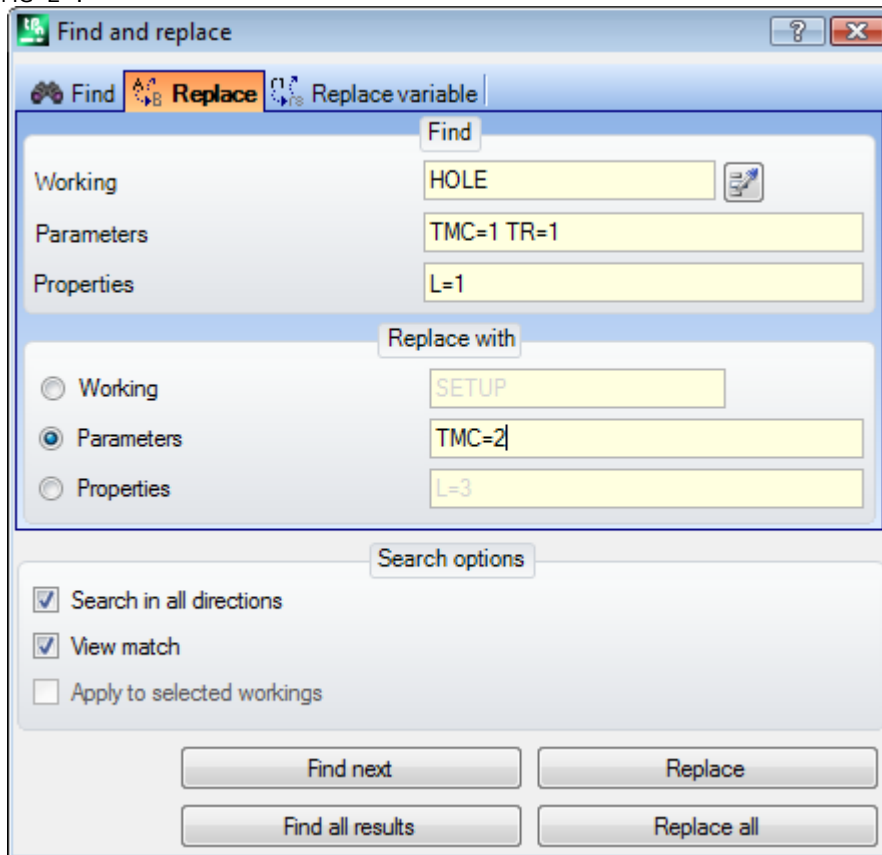 Find and replace
Find Replace Replace variable
Find
Working HOLE
Parameters TMC=1 TR=1
Properties L=1
Replace with
Working SETUP
Parameters TMC=2
Properties L=3
Search options
Search in all directions
View match
Apply to selected workings
Find next Replace
Find all results Replace all